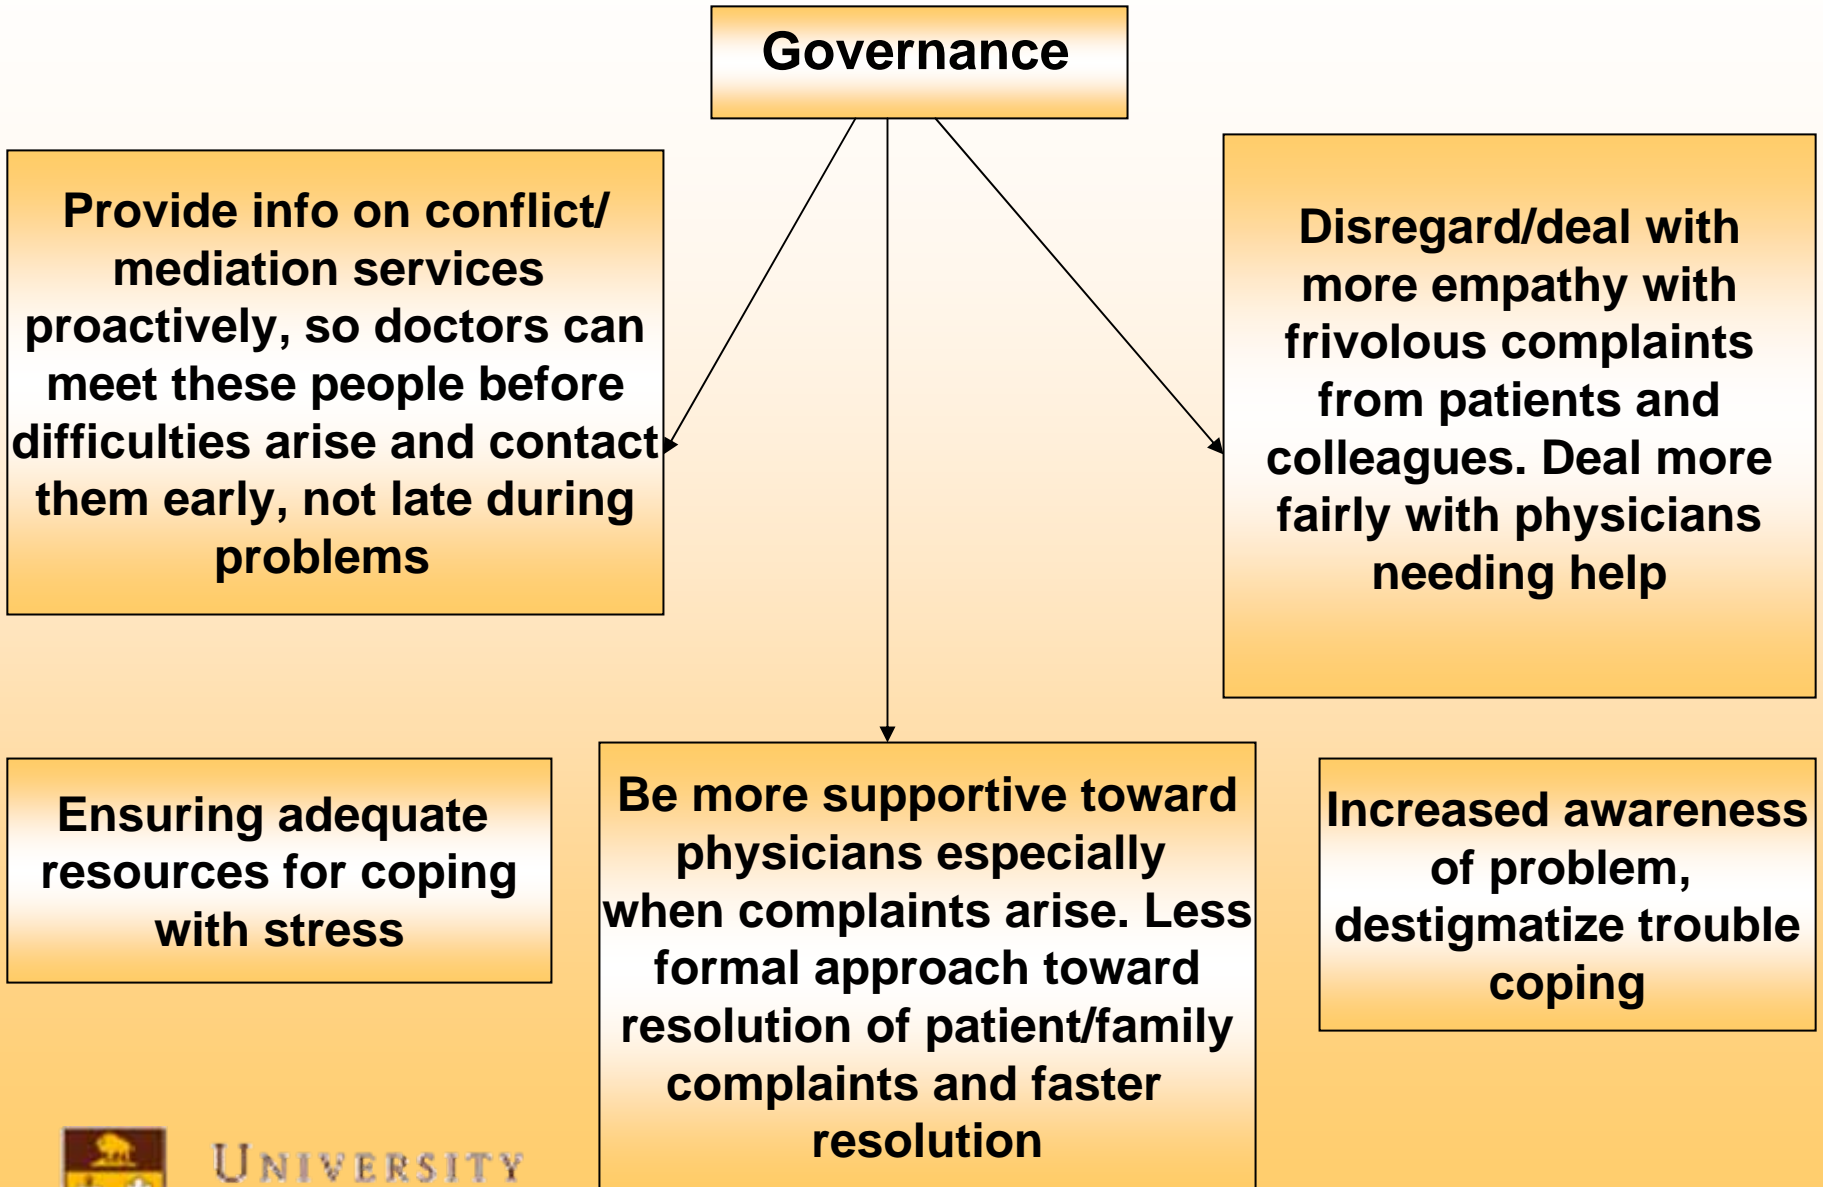 Governance
Provide info on conflict/
mediation services
proactively, so doctors can
meet these people before
difficulties arise and contact
them early, not late during
problems
Disregard/deal with
more empathy with
frivolous complaints
from patients and
colleagues. Deal more
fairly with physicians
needing help
Ensuring adequate
resources for coping
with stress
Be more supportive toward
physicians especially
when complaints arise. Less
formal approach toward
resolution of patient/family
complaints and faster
resolution
Increased awareness
of problem,
destigmatize trouble
coping
UNIVERSITY